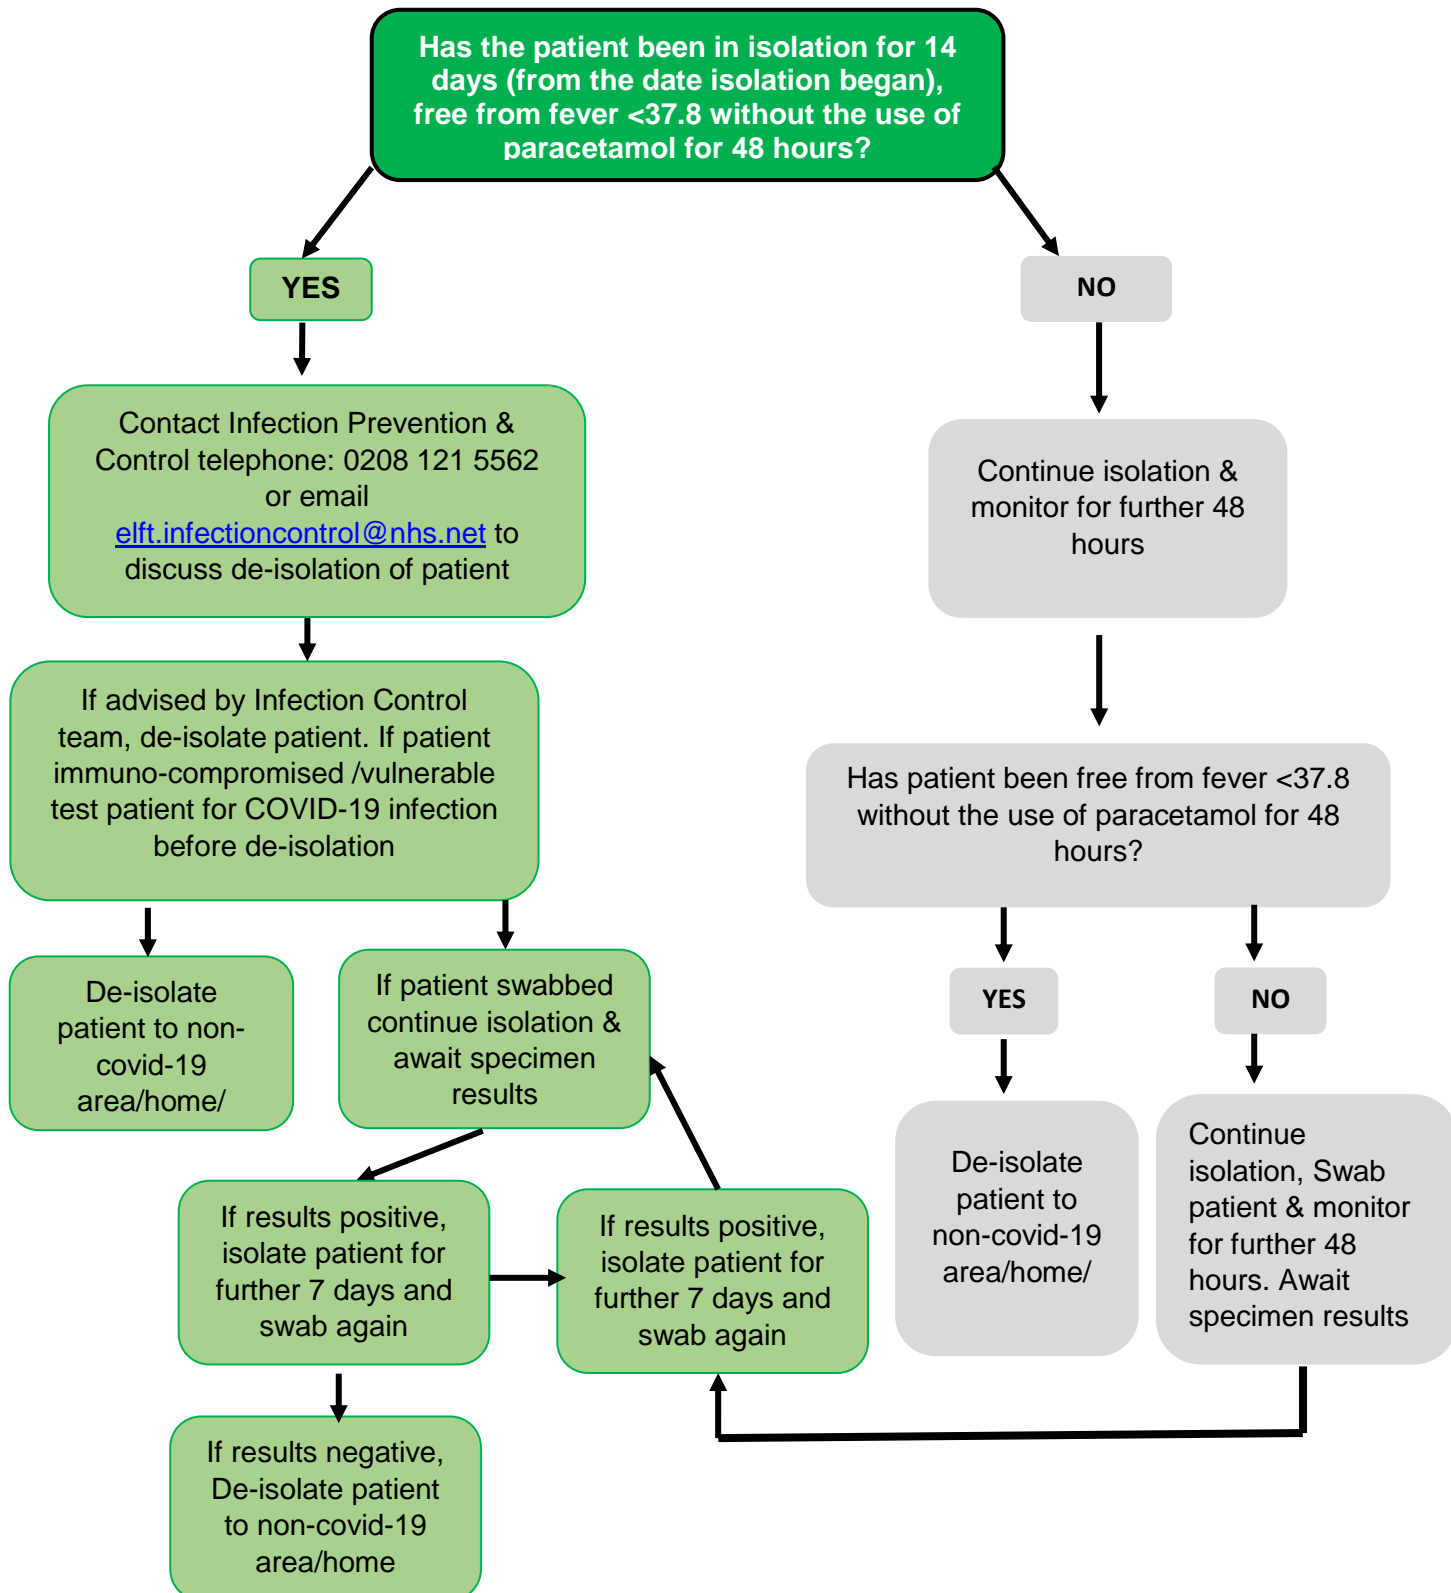 Has the patient been in isolation for 14
days (from the date isolation began),
free from fever <37.8 without the use of
paracetamol for 48 hours?
YES
NO
Contact Infection Prevention &
Control telephone: 0208 121 5562
or email
elft.infectioncontrol@nhs.net to
discuss de-isolation of patient
Continue isolation &
monitor for further 48
hours
If advised by Infection Control
team, de-isolate patient. If patient
immuno-compromised /vulnerable
test patient for COVID-19 infection
before de-isolation
Has patient been free from fever <37.8
without the use of paracetamol for 48
hours?
De-isolate
patient to non-
covid-19
area/home/
If patient swabbed
continue isolation &
await specimen
results
YES
NO
De-isolate
patient to
non-covid-19
area/home/
Continue
isolation, Swab
patient & monitor
for further 48
hours. Await
specimen results
If results positive,
isolate patient for
further 7 days and
swab again
If results positive,
isolate patient for
further 7 days and
swab again
If results negative,
De-isolate patient
to non-covid-19
area/home